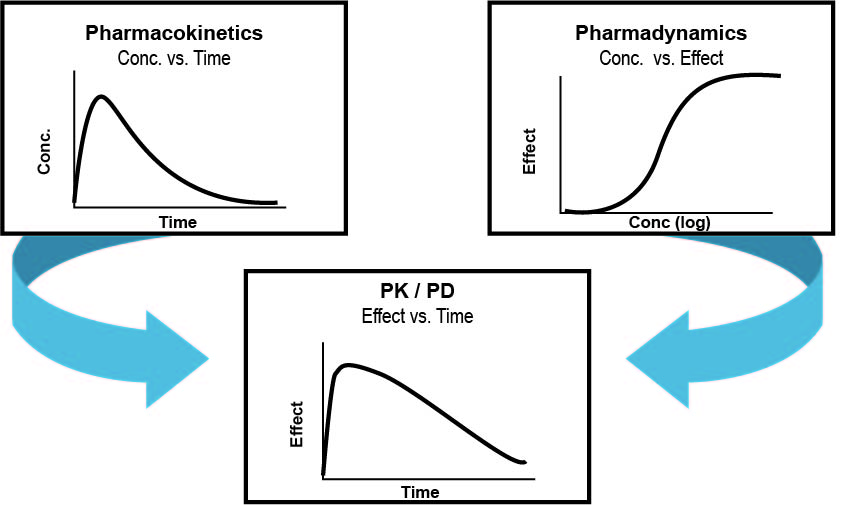 Pharmacokinetics
Conc. vs. Time
Conc.
Time
Pharmadynamics
Conc.  vs. Effect
Effect
Conc (log)
PK / PD
Effect vs. Time
Effect
Time